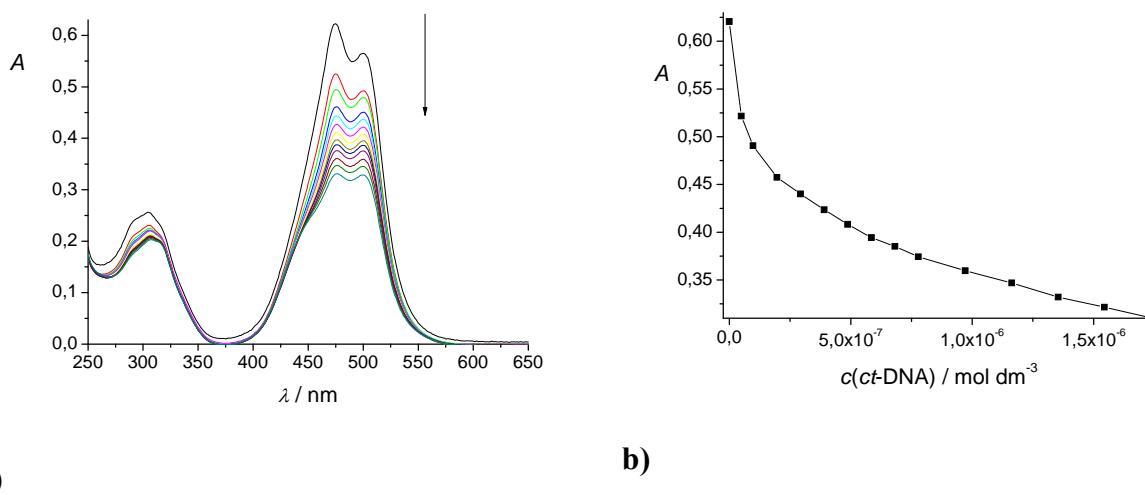 A
0,6
0,5
0,4
0,3
0,2
0,1
0,0
250 300 350 400 450 500 550 600 650
λ / nm
)
A
0,60
0,55
0,50
0,45
0,40
0,35
0,0 5,0x10⁻⁷ 1,0x10⁻⁶ 1,5x10⁻⁶
c(ct-DNA) / mol dm⁻³
b)